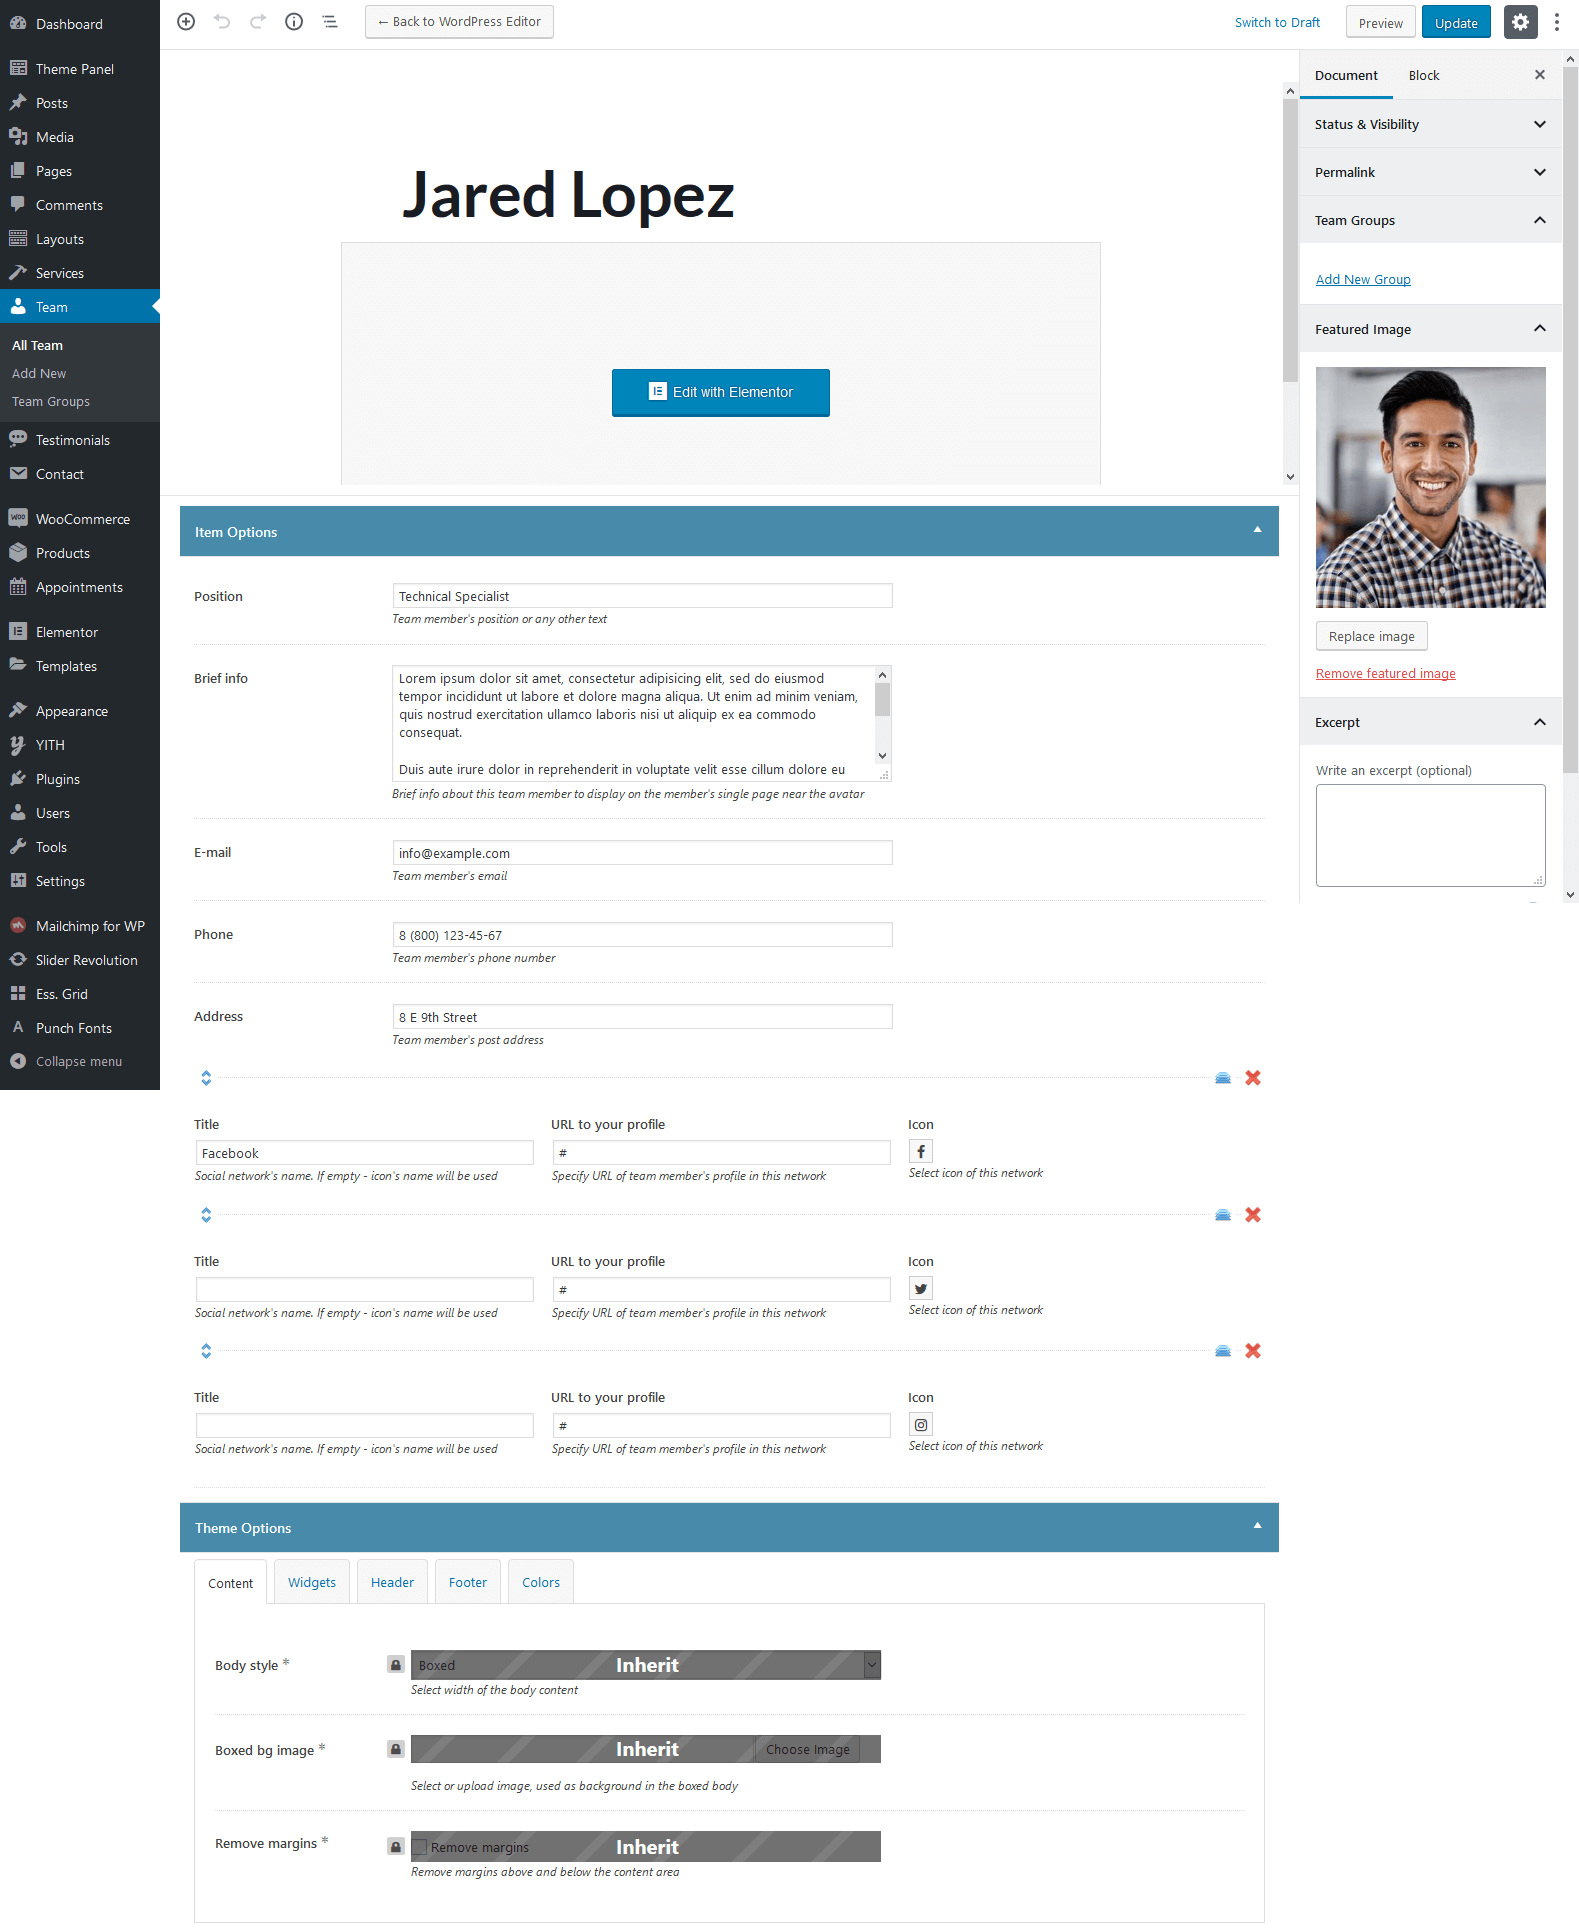 Dashboard
Theme Panel
Posts
Media
Pages
Comments
Layouts
Services
Team
All Team
Add New
Team Groups
Testimonials
Contact
WooCommerce
Products
Appointments
Elementor
Templates
Appearance
YITH
Plugins
Users
Tools
Settings
Mailchimp for WP
Slider Revolution
Ess. Grid
Punch Fonts
Collapse menu
← Back to WordPress Editor
Switch to Draft
Preview
Update
Jared Lopez
Edit with Elementor
Document
Block
Status & Visibility
Permalink
Team Groups
Add New Group
Featured Image
Replace image
Remove featured image
Excerpt
Write an excerpt (optional)
Item Options
Position
Technical Specialist
Team member's position or any other text
Brief info
Lorem ipsum dolor sit amet, consectetur adipisicing elit, sed do eiusmod
tempor incididunt ut labore et dolore magna aliqua. Ut enim ad minim veniam,
quis nostrud exercitation ullamco laboris nisi ut aliquip ex ea commodo
consequat.
Duis aute irure dolor in reprehenderit in voluptate velit esse cillum dolore eu
Brief info about this team member to display on the member's single page near the avatar
E-mail
info@example.com
Team member's email
Phone
8 (800) 123-45-67
Team member's phone number
Address
8 E 9th Street
Team member's post address
Title
URL to your profile
Icon
Facebook
#
Social network's name. If empty - icon's name will be used
Specify URL of team member's profile in this network
Select icon of this network
Title
URL to your profile
Icon
#
Social network's name. If empty - icon's name will be used
Specify URL of team member's profile in this network
Select icon of this network
Title
URL to your profile
Icon
#
Social network's name. If empty - icon's name will be used
Specify URL of team member's profile in this network
Select icon of this network
Theme Options
Content
Widgets
Header
Footer
Colors
Body style *
Boxed
Inherit
Select width of the body content
Boxed bg image *
Inherit
Choose Image
Select or upload image, used as background in the boxed body
Remove margins *
Remove margins
Inherit
Remove margins above and below the content area